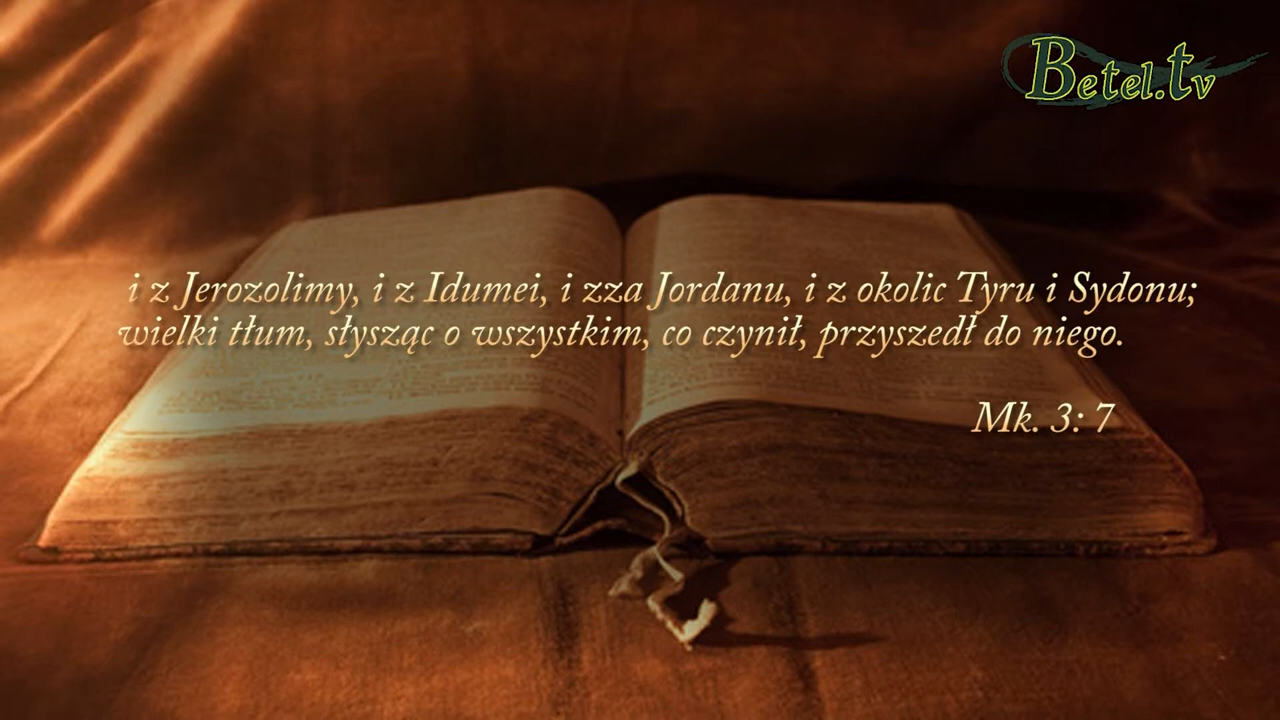 Betel.tv
i z Jerozolimy, i z Idumei, i zza Jordanu, i z okolic Tyru i Sydonu;
wielki tłum, słysząc o wszystkim, co czynił, przyszedł do niego.
Mk. 3: 7